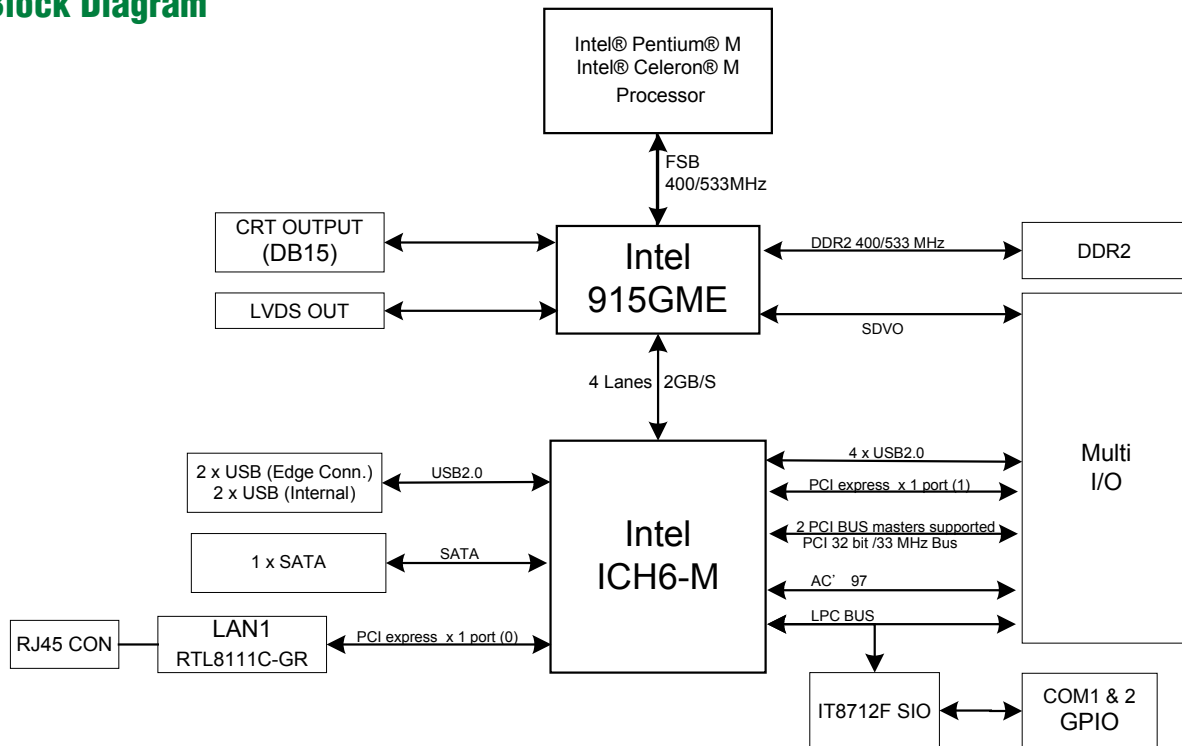 Block Diagram
Intel® Pentium® M
Intel® Celeron® M
Processor
FSB
400/533MHz
CRT OUTPUT
(DB15)
Intel
915GME
DDR2 400/533 MHz
DDR2
LVDS OUT
SDVO
4 Lanes 2GB/S
2 x USB (Edge Conn.)
2 x USB (Internal)
USB2.0
Intel
ICH6-M
4 x USB2.0
PCI express x 1 port (1)
2 PCI BUS masters supported
PCI 32 bit /33 MHz Bus
AC’ 97
LPC BUS
Multi
I/O
1 x SATA
SATA
RJ45 CON
LAN1
RTL8111C-GR
PCI express x 1 port (0)
IT8712F SIO
COM1 & 2
GPIO